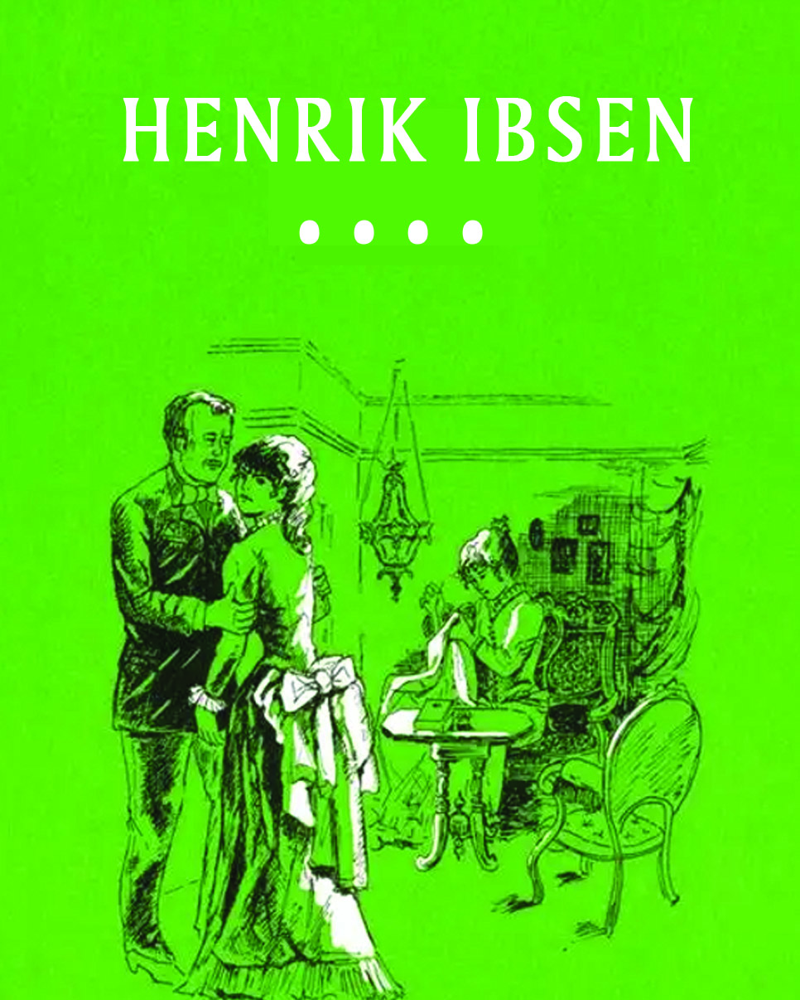 HENRIK IBSEN
• • • •